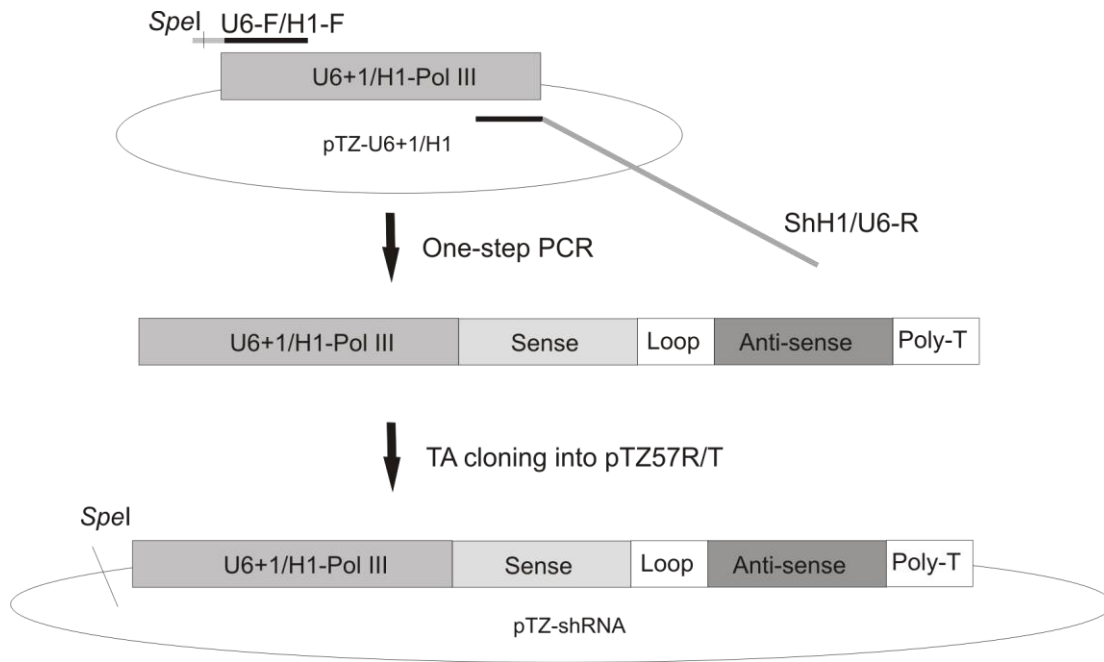 SpeI U6-F/H1-F
U6+1/H1-Pol III
pTZ-U6+1/H1
ShH1/U6-R
One-step PCR
U6+1/H1-Pol III Sense Loop Anti-sense Poly-T
TA cloning into pTZ57R/T
SpeI
U6+1/H1-Pol III Sense Loop Anti-sense Poly-T
pTZ-shRNA